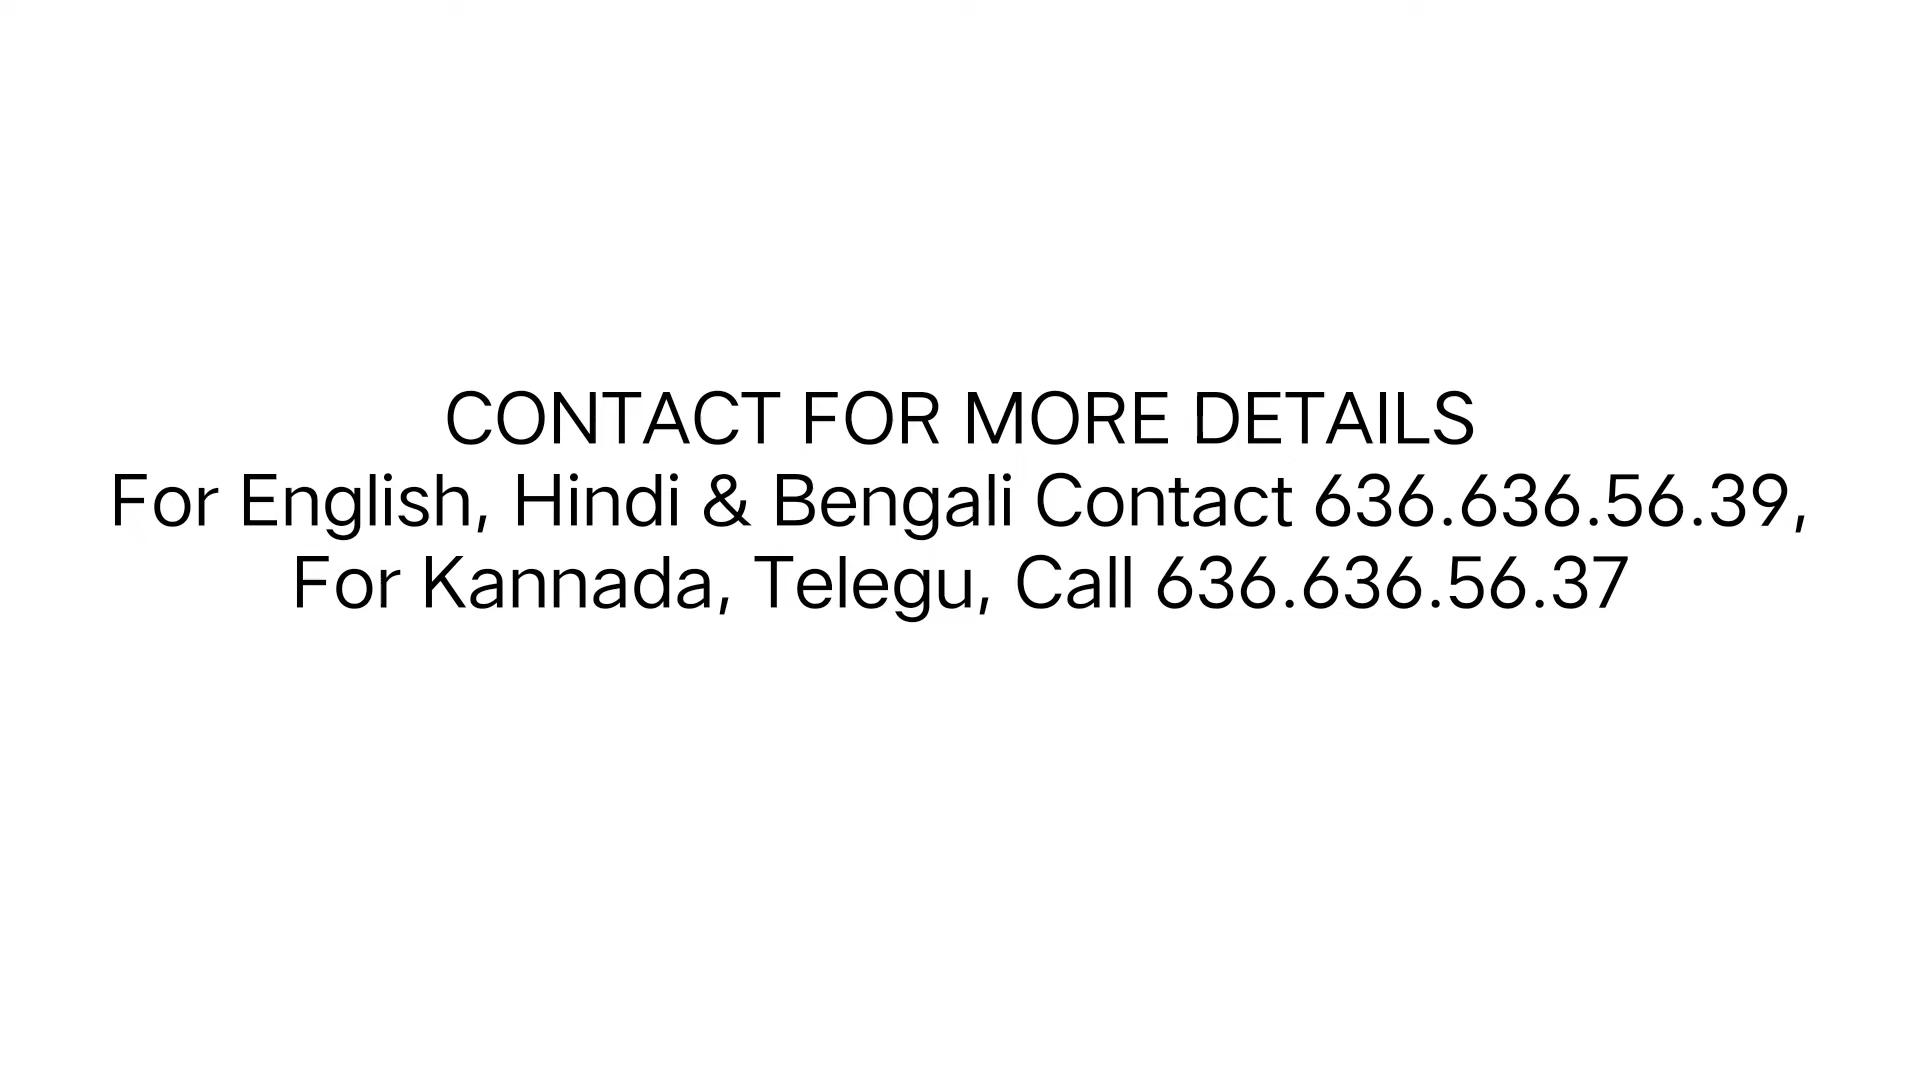 CONTACT FOR MORE DETAILS
For English, Hindi & Bengali Contact 636.636.56.39,
For Kannada, Telegu, Call 636.636.56.37